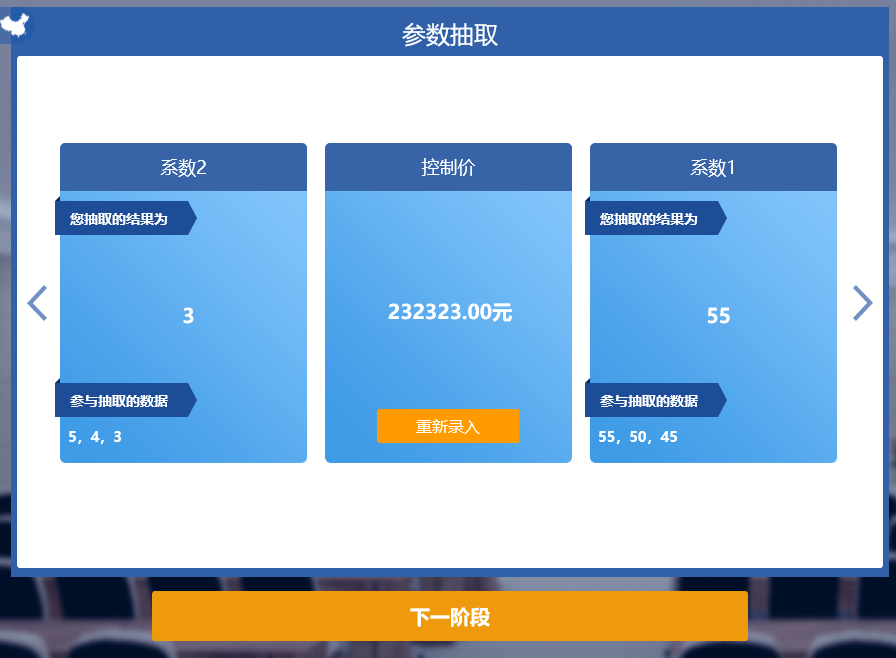 参数抽取
系数2
您抽取的结果为
3
参与抽取的数据
5，4，3
控制价
232323.00元
重新录入
系数1
您抽取的结果为
55
参与抽取的数据
55，50，45
下一阶段